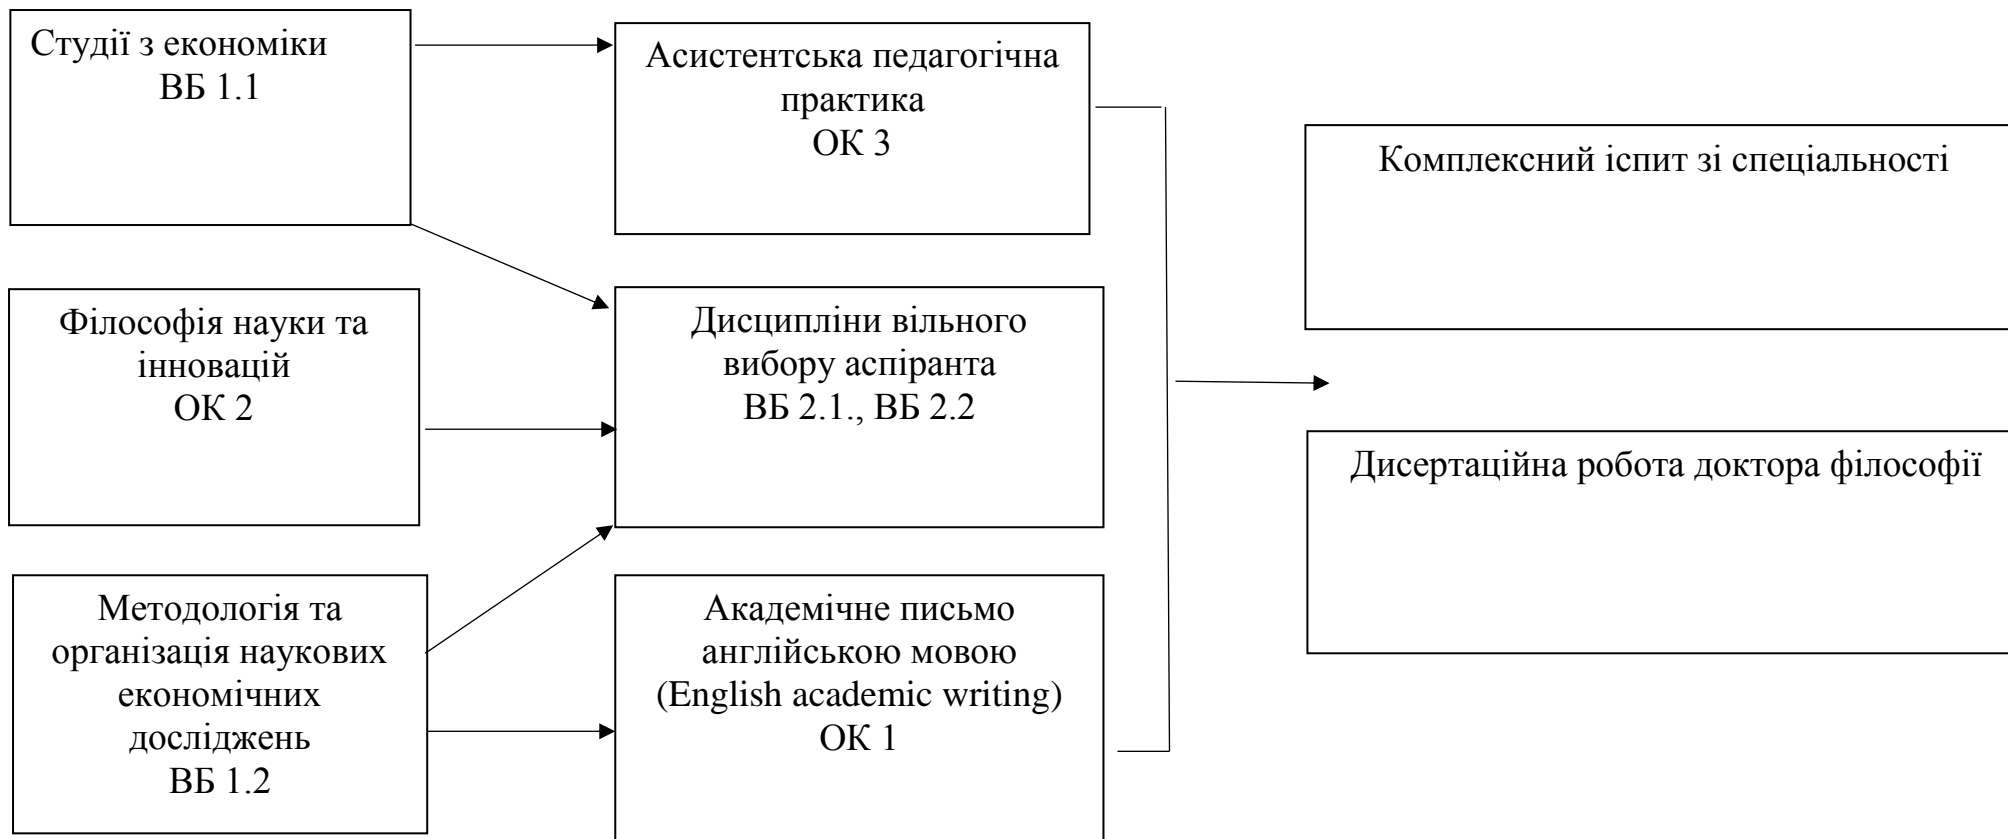 Студії з економіки
ВБ 1.1
Асистентська педагогічна
практика
ОК 3
Комплексний іспит зі спеціальності
Філософія науки та
інновацій
ОК 2
Дисципліни вільного
вибору аспіранта
ВБ 2.1., ВБ 2.2
Дисертаційна робота доктора філософії
Методологія та
організація наукових
економічних
досліджень
ВБ 1.2
Академічне письмо
англійською мовою
(English academic writing)
ОК 1